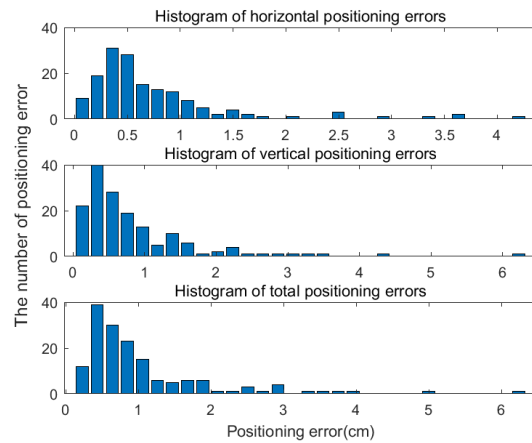 Histogram of horizontal positioning errors
40
20
0
0 0.5 1 1.5 2 2.5 3 3.5 4
Histogram of vertical positioning errors
40
20
0
0 1 2 3 4 5 6
Histogram of total positioning errors
40
20
0
0 1 2 3 4 5 6
The number of positioning error
Positioning error(cm)